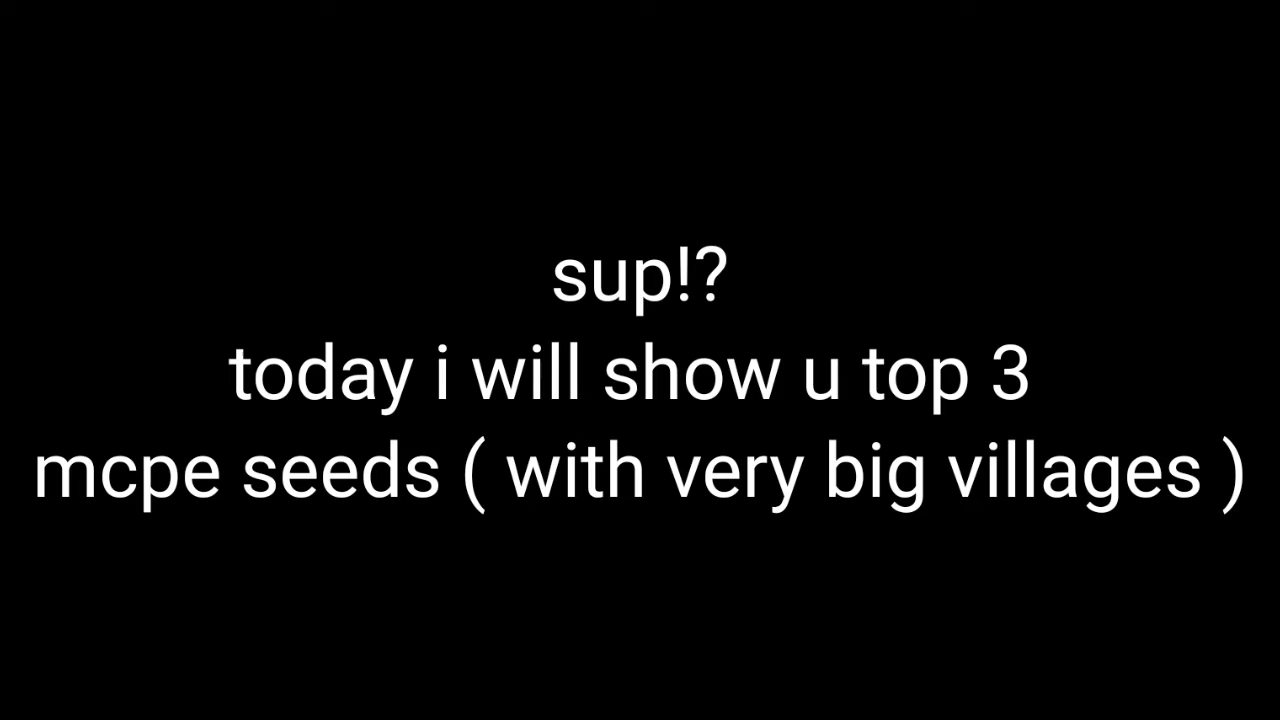 sup!?
today i will show u top 3
mcpe seeds ( with very big villages )